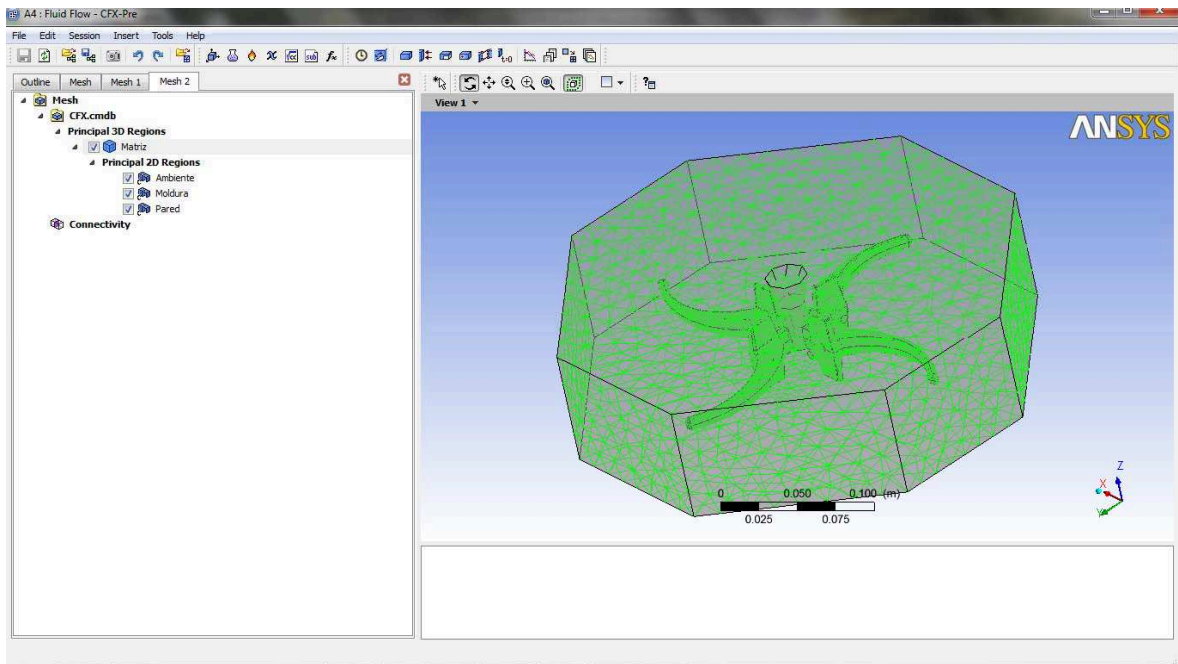 A4 : Fluid Flow - CFX-Pre
File Edit Session Insert Tools Help
Outline Mesh Mesh 1 Mesh 2
View 1
Mesh
CFX.cmdb
Principal 3D Regions
Matriz
Principal 2D Regions
Ambiente
Moldura
Pared
Connectivity
ANSYS
Z
X
Y
0 0.050 0.100 (m)
0.025 0.075